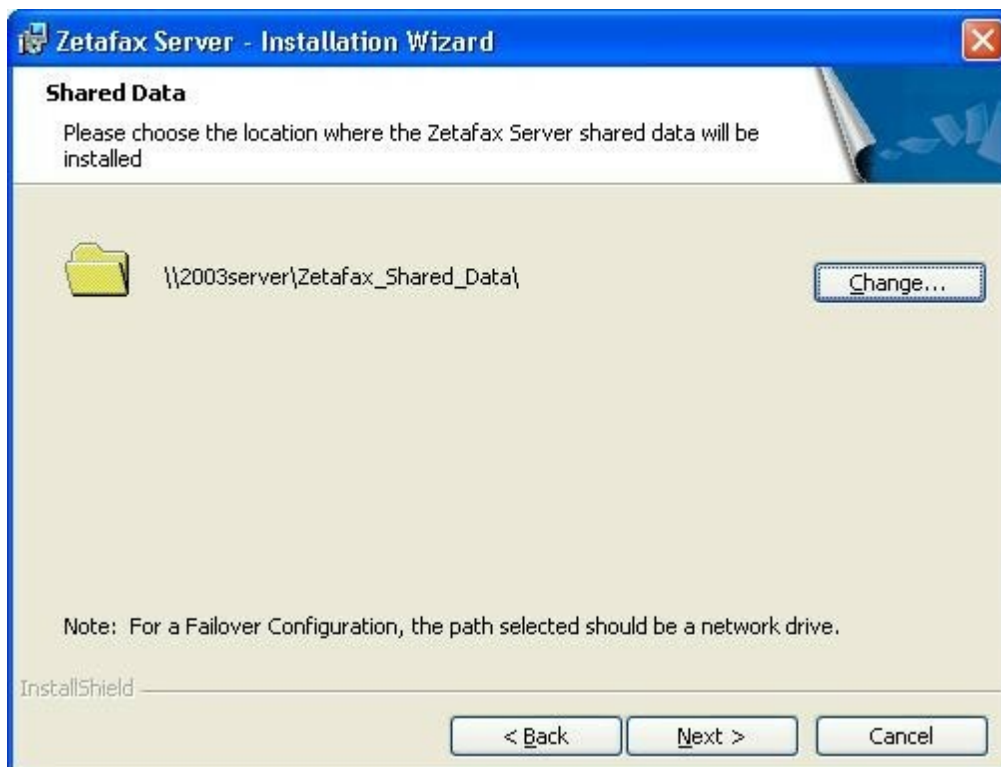 Zetafax Server - Installation Wizard
Shared Data
Please choose the location where the Zetafax Server shared data will be
installed
\\2003server\Zetafax_Shared_Data\
Change...
Note: For a Failover Configuration, the path selected should be a network drive.
InstallShield
< Back
Next >
Cancel